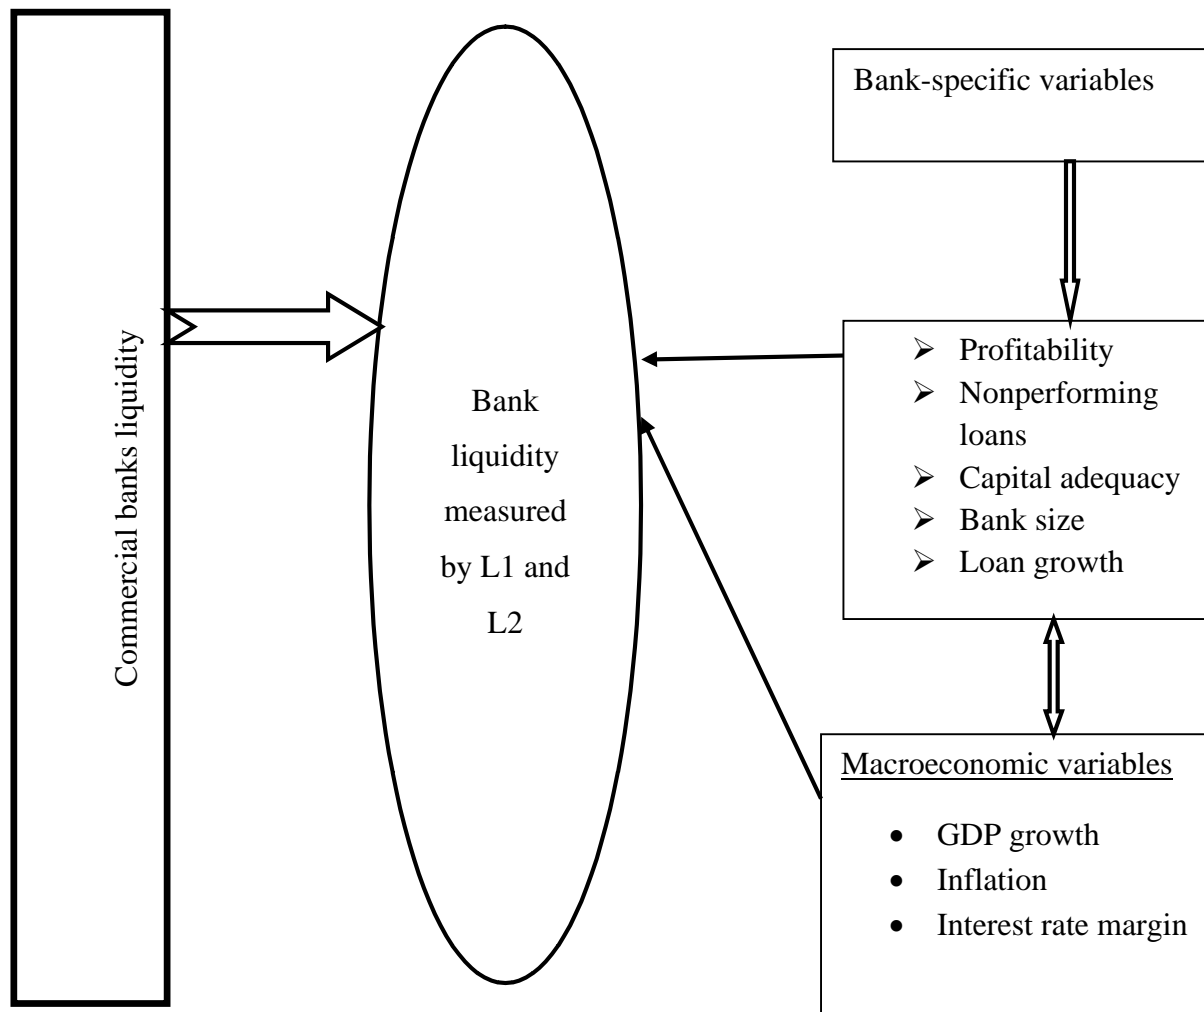 Commercial banks liquidity
Bank
liquidity
measured
by L1 and
L2
Bank-specific variables
➢ Profitability
➢ Nonperforming
loans
➢ Capital adequacy
➢ Bank size
➢ Loan growth
Macroeconomic variables
• GDP growth
• Inflation
• Interest rate margin